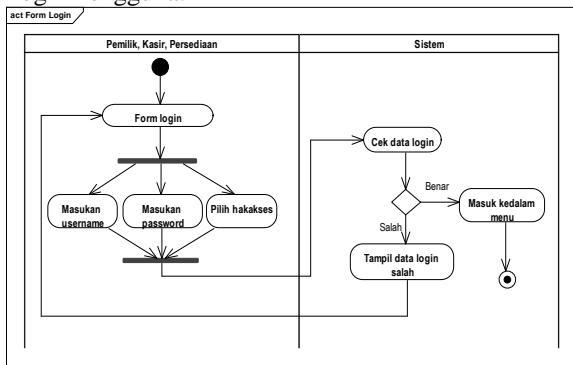 act Form Login
Pemilik, Kasir, Persediaan
Sistem
Form login
Cek data login
Masukan
username
Masukan
password
Pilih hakakses
Benar
Masuk kedalam
menu
Salah
Tampil data login
salah